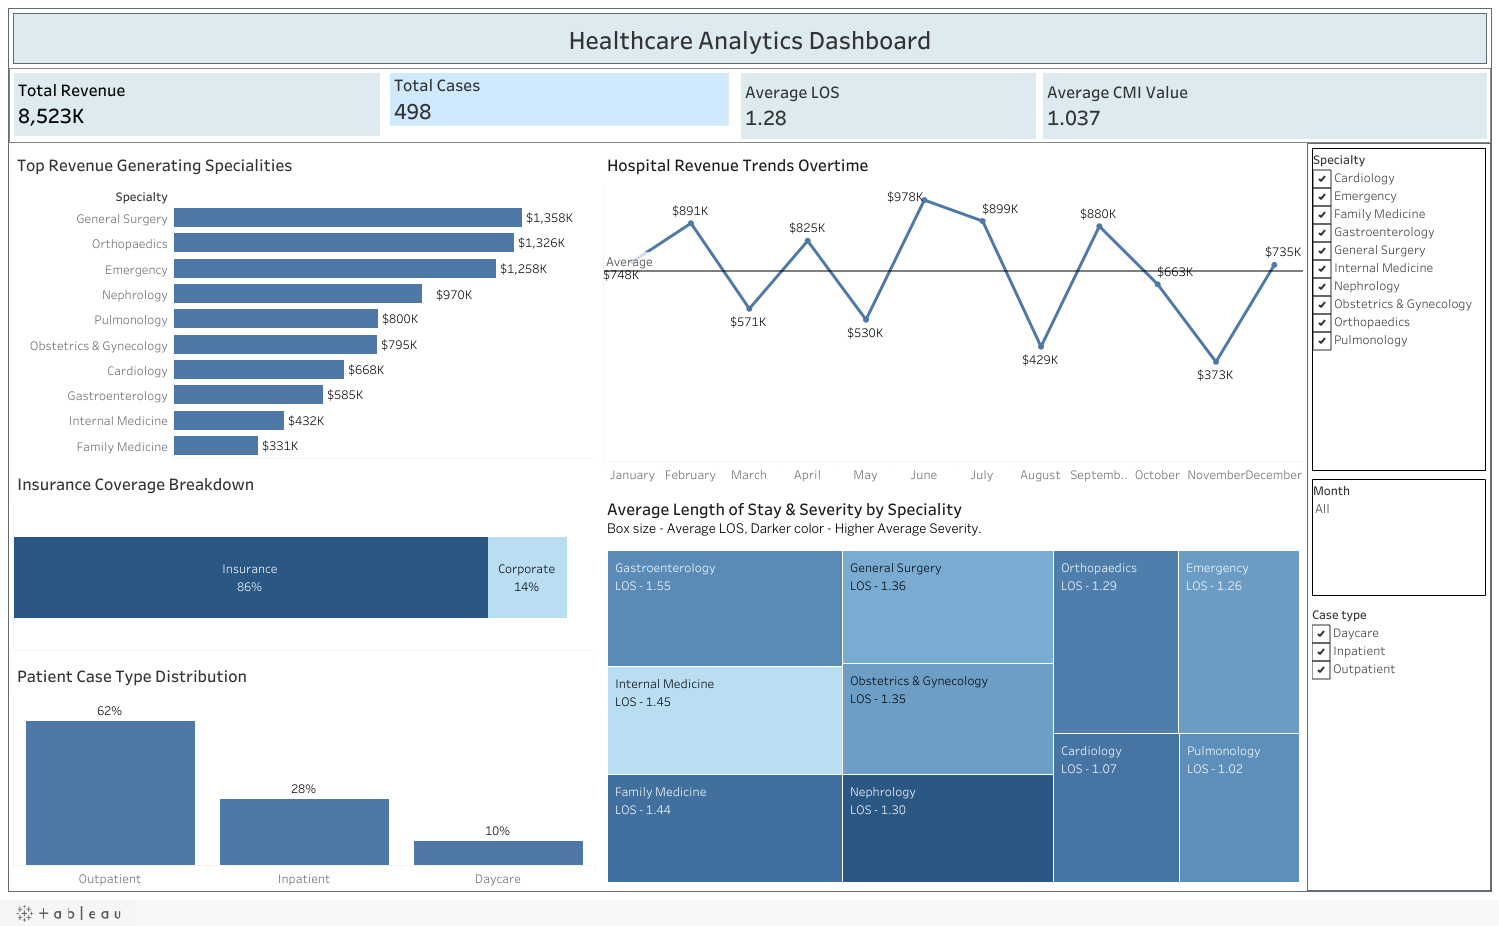 Healthcare Analytics Dashboard
Total Revenue
8,523K
Total Cases
498
Average LOS
1.28
Average CMI Value
1.037
Top Revenue Generating Specialities
Specialty
General Surgery $1,358K
Orthopaedics $1,326K
Emergency $1,258K
Nephrology $970K
Pulmonology $800K
Obstetrics & Gynecology $795K
Cardiology $668K
Gastroenterology $585K
Internal Medicine $432K
Family Medicine $331K
Insurance Coverage Breakdown
Insurance
86%
Corporate
14%
Patient Case Type Distribution
62%
28%
10%
Outpatient Inpatient Daycare
Hospital Revenue Trends Overtime
Average
$748K
$891K
$571K
$825K
$530K
$978K
$899K
$429K
$880K
$663K
$373K
$735K
January February March April May June July August Septemb.. October November December
Average Length of Stay & Severity by Speciality
Box size - Average LOS, Darker color - Higher Average Severity.
Gastroenterology
LOS - 1.55
Internal Medicine
LOS - 1.45
Family Medicine
LOS - 1.44
General Surgery
LOS - 1.36
Obstetrics & Gynecology
LOS - 1.35
Nephrology
LOS - 1.30
Orthopaedics
LOS - 1.29
Emergency
LOS - 1.26
Cardiology
LOS - 1.07
Pulmonology
LOS - 1.02
Specialty
Cardiology
Emergency
Family Medicine
Gastroenterology
General Surgery
Internal Medicine
Nephrology
Obstetrics & Gynecology
Orthopaedics
Pulmonology
Month
All
Case type
Daycare
Inpatient
Outpatient
+ableau